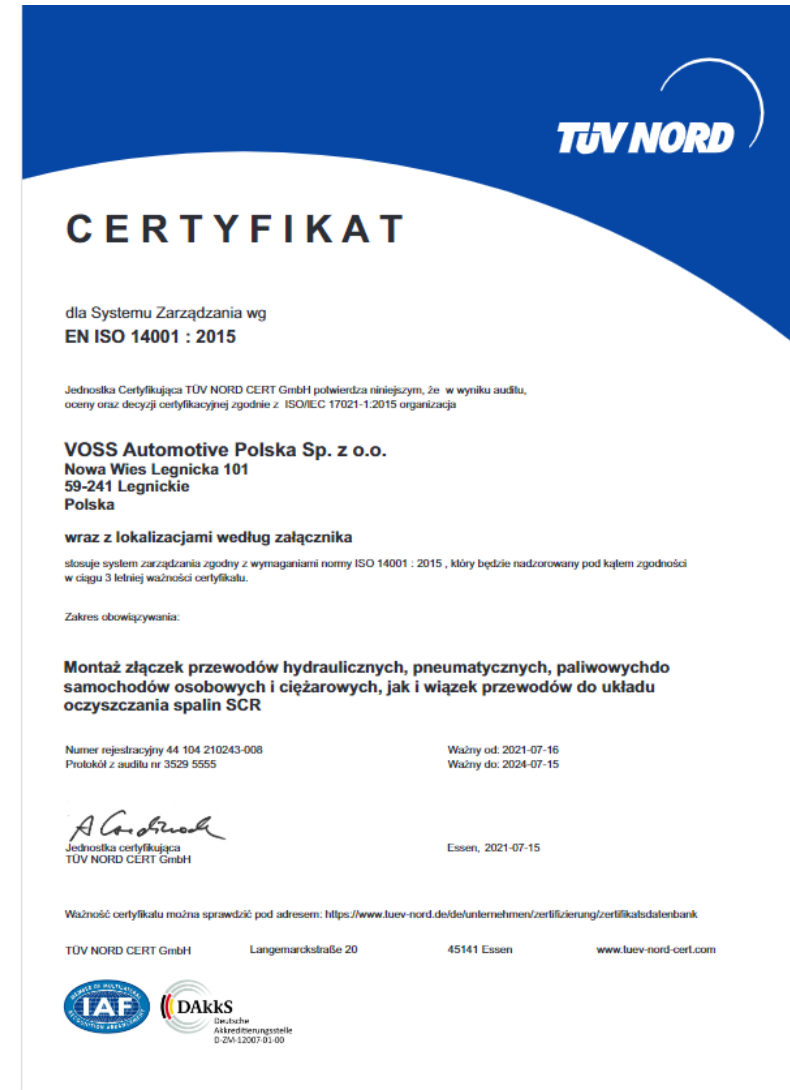 TÜV NORD
CERTYFIKAT
dla Systemu Zarządzania wg
EN ISO 14001 : 2015
Jednostka Certyfikująca TÜV NORD CERT GmbH potwierdza niniejszym, że w wyniku auditu,
oceny oraz decyzji certyfikacyjnej zgodnie z ISO/IEC 17021-1:2015 organizacja
VOSS Automotive Polska Sp. z o.o.
Nowa Wies Legnicka 101
59-241 Legnickie
Polska
wraz z lokalizacjami według załącznika
stosuje system zarządzania zgodny z wymaganiami normy ISO 14001 : 2015 , który będzie nadzorowany pod kątem zgodności
w ciągu 3 letniej ważności certyfikatu.
Zakres obowiązywania:
Montaż złączek przewodów hydraulicznych, pneumatycznych, paliwowychdo
samochodów osobowych i ciężarowych, jak i wiązek przewodów do układu
oczyszczania spalin SCR
Numer rejestracyjny 44 104 210243-008
Protokół z auditu nr 3529 5555
Ważny od: 2021-07-16
Ważny do: 2024-07-15
Jednostka certyfikująca
TÜV NORD CERT GmbH
Essen, 2021-07-15
Ważność certyfikatu można sprawdzić pod adresem: https://www.tuev-nord.de/de/unternehmen/zertifizierung/zertifikatsdatenbank
TÜV NORD CERT GmbH Langemarckstraße 20 45141 Essen www.tuev-nord-cert.com
MEMBER OF MULTILATERAL
IAF
RECOGNITION ARRANGEMENT
DAkkS
Deutsche
Akkreditierungsstelle
D-ZM-12007-01-00